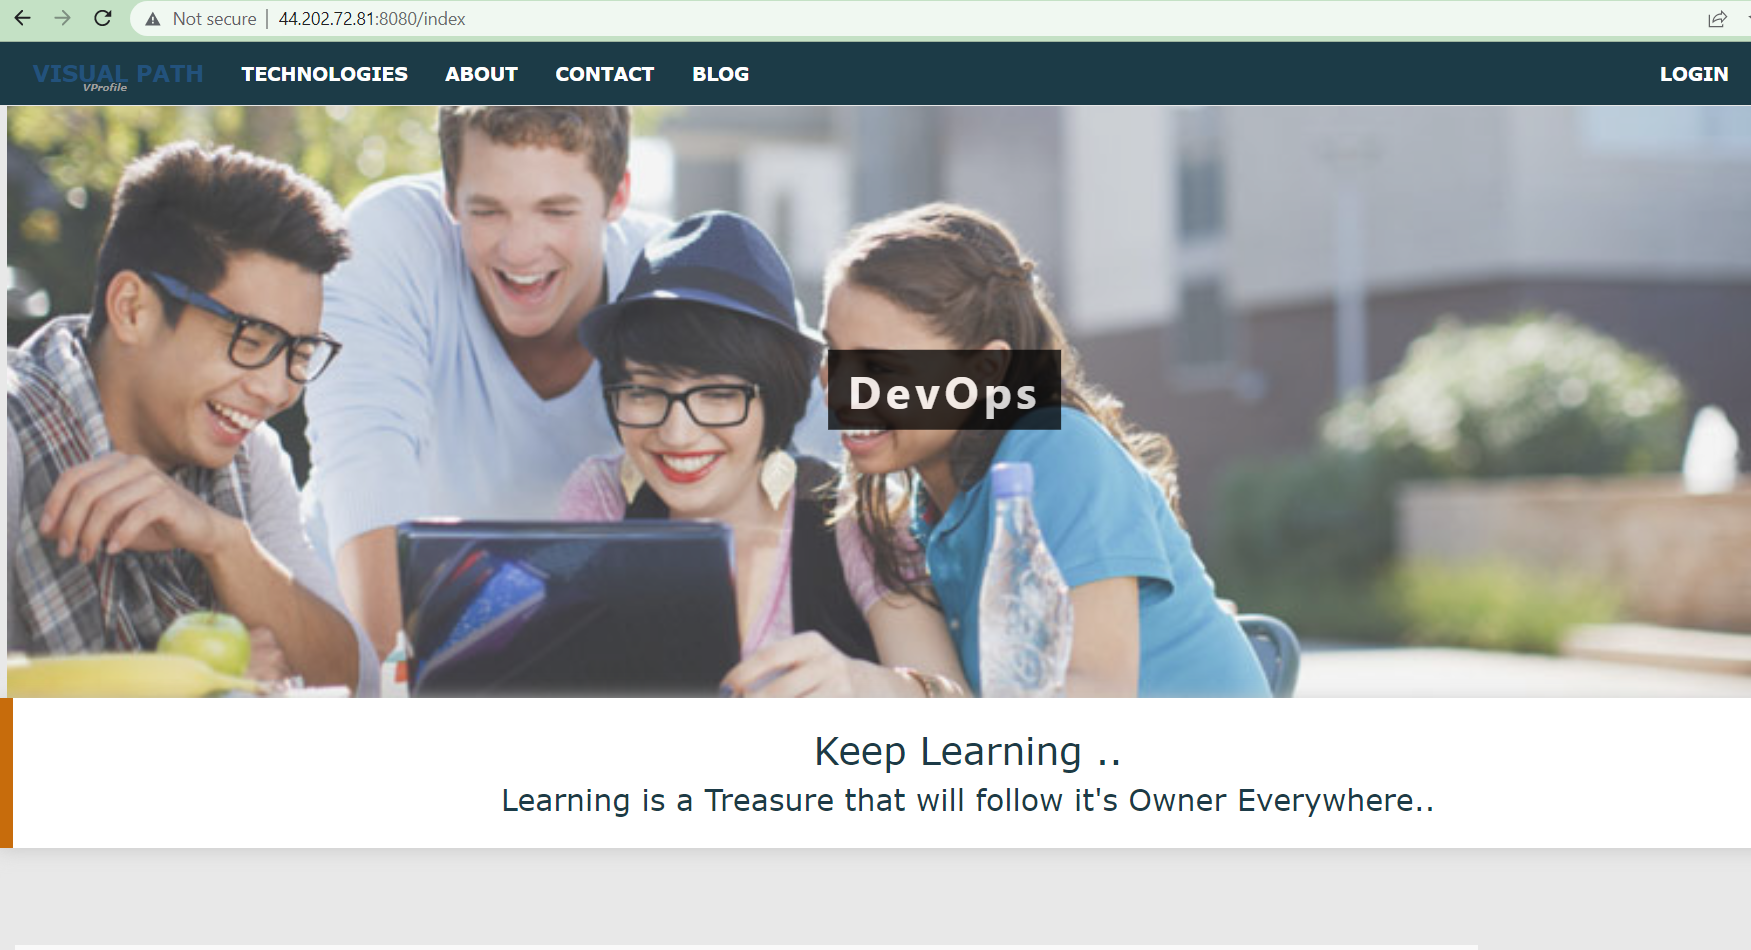 Not secure | 44.202.72.81:8080/index
VISUAL PATH TECHNOLOGIES ABOUT CONTACT BLOG LOGIN
VProfile
DevOps
Keep Learning ..
Learning is a Treasure that will follow it's Owner Everywhere..